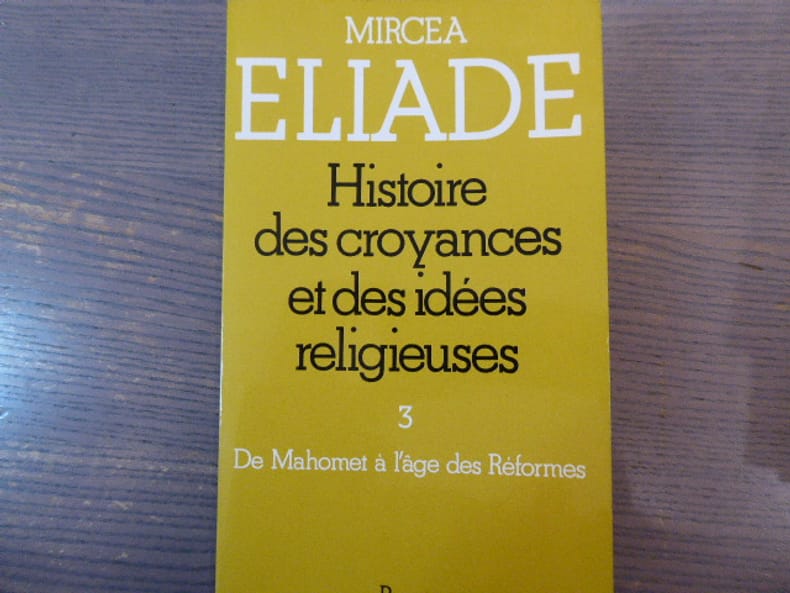 MIRCEA
ELIADE
Histoire
des croyances
et des idées
religieuses
3
De Mahomet à l'âge des Réformes